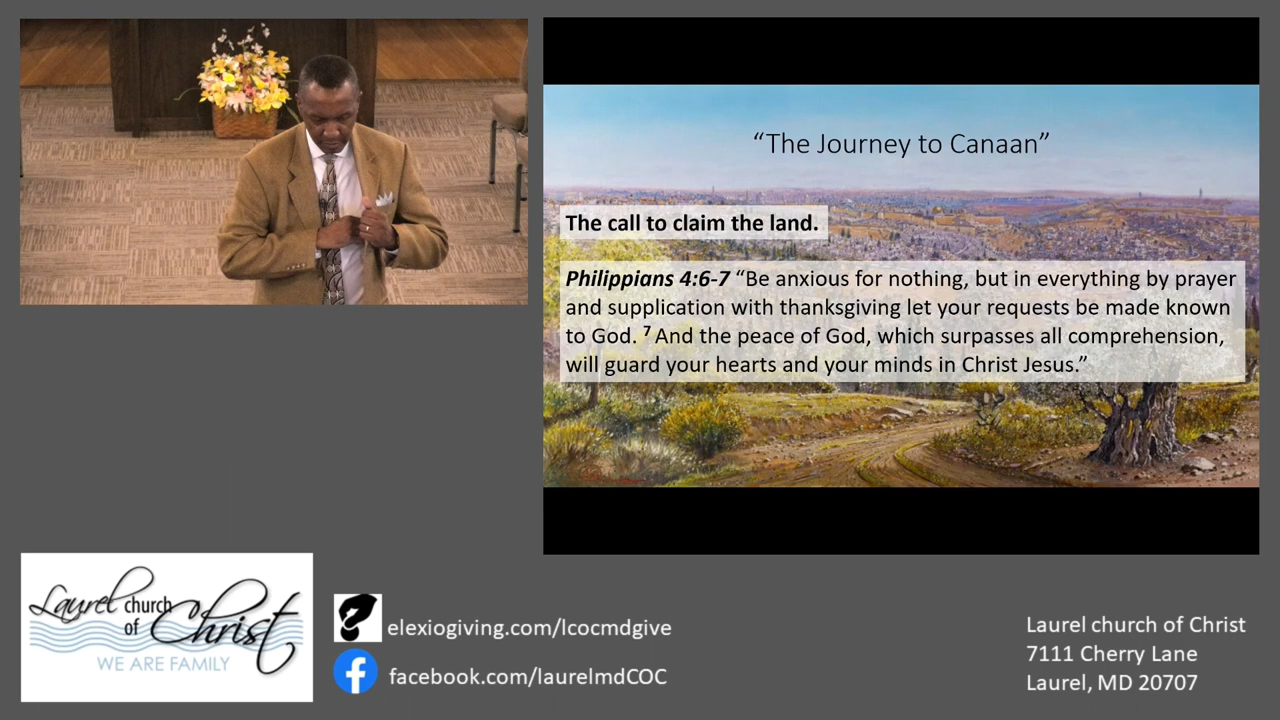 “The Journey to Canaan”
The call to claim the land.
Philippians 4:6-7 “Be anxious for nothing, but in everything by prayer
and supplication with thanksgiving let your requests be made known
to God. ⁷ And the peace of God, which surpasses all comprehension,
will guard your hearts and your minds in Christ Jesus.”
Laurel church of Christ
WE ARE FAMILY
elexiogiving.com/lcocmdgive
facebook.com/laurelmdCOC
Laurel church of Christ
7111 Cherry Lane
Laurel, MD 20707